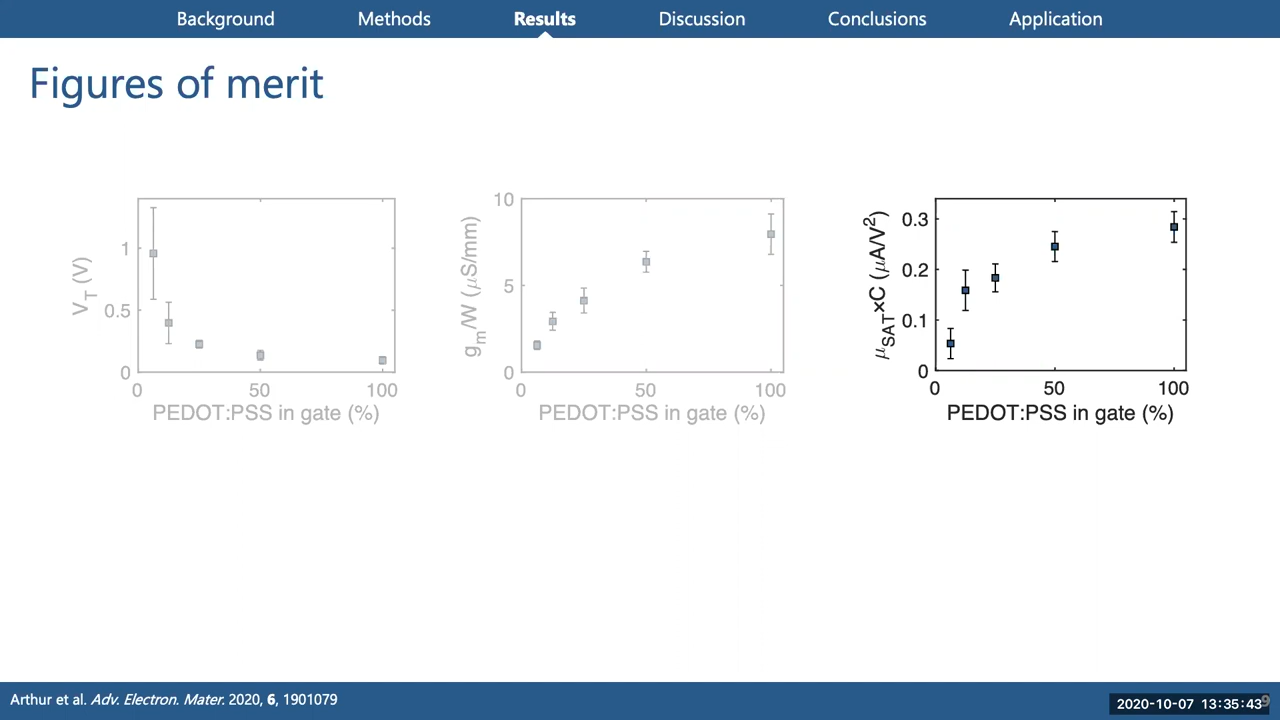 Background Methods Results Discussion Conclusions Application
Figures of merit
V_T (V)
1
0.5
0
0 50 100
PEDOT:PSS in gate (%)
g_m/W (μS/mm)
10
5
0
0 50 100
PEDOT:PSS in gate (%)
μ_SAT×C (μA/V²)
0.3
0.2
0.1
0
0 50 100
PEDOT:PSS in gate (%)
Arthur et al. Adv. Electron. Mater. 2020, 6, 1901079
2020-10-07 13:35:43
9